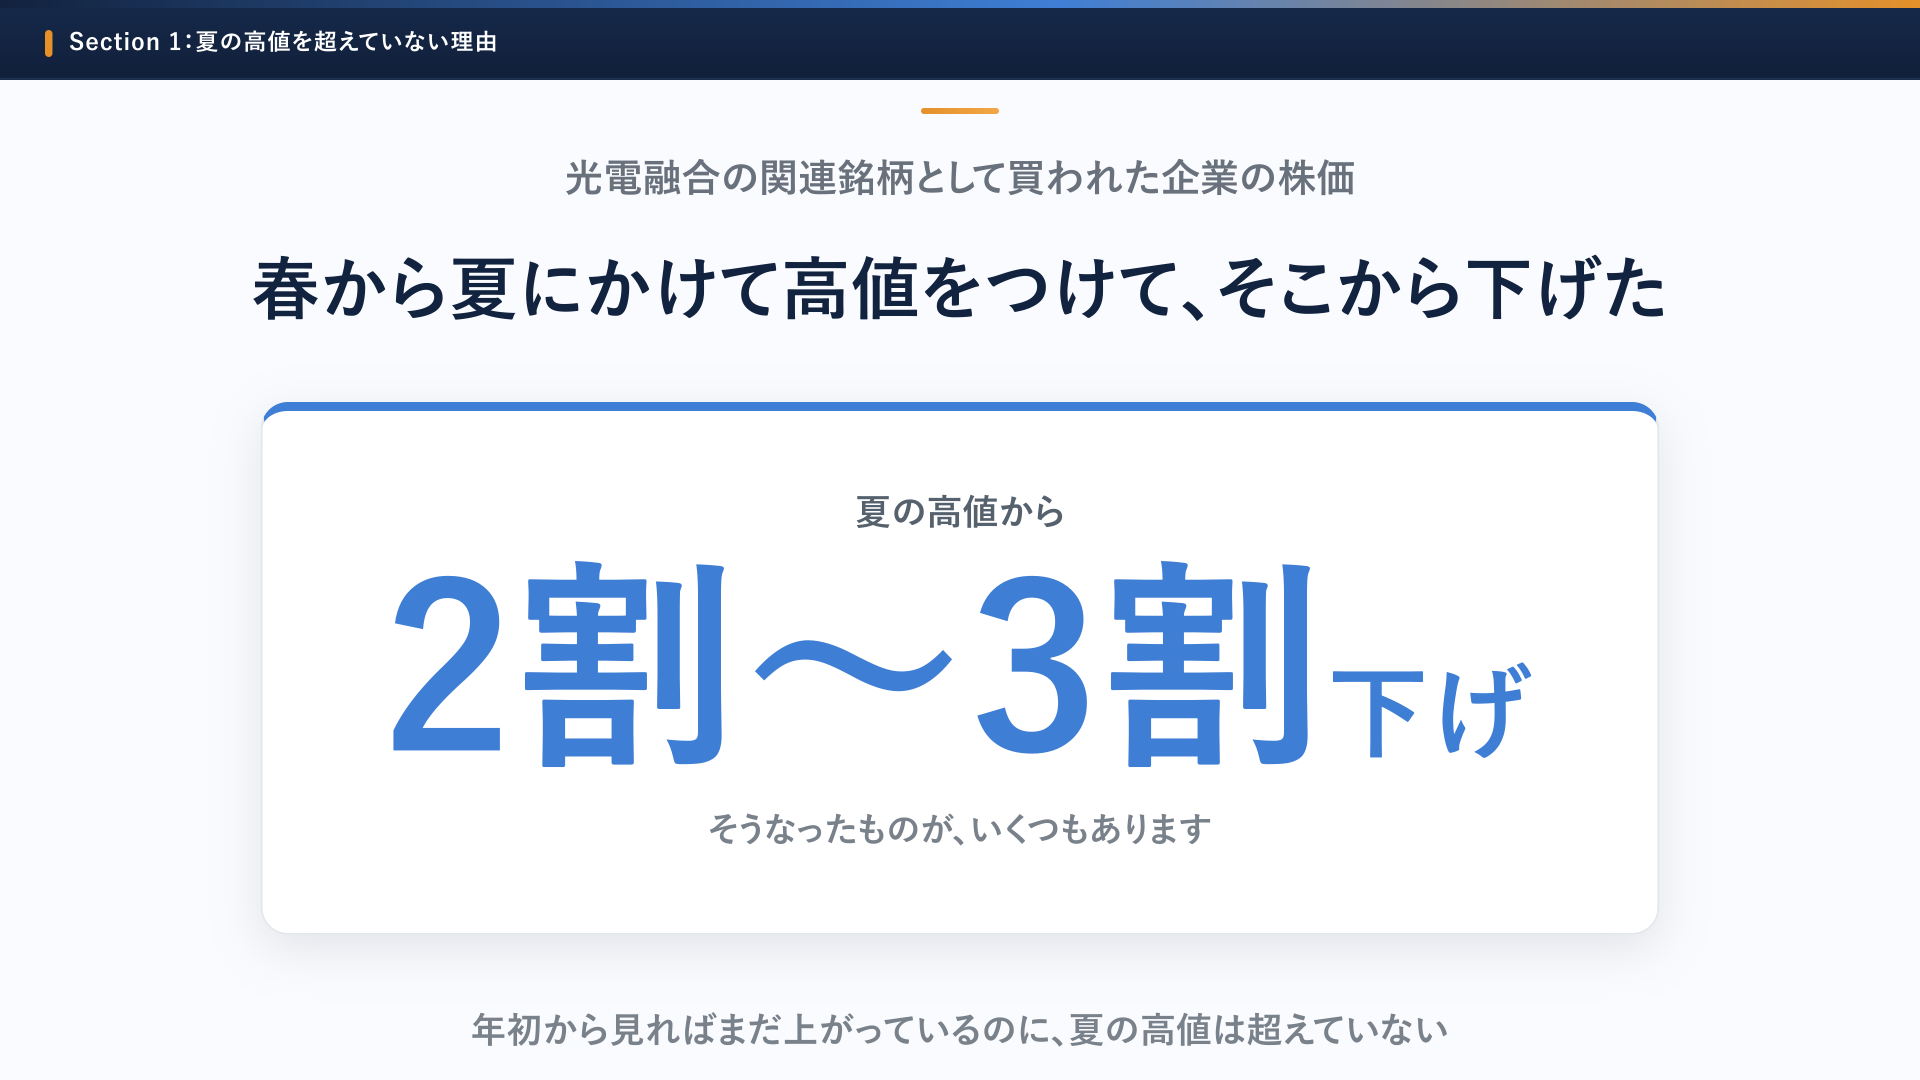 Section 1：夏の高値を超えていない理由
光電融合の関連銘柄として買われた企業の株価
春から夏にかけて高値をつけて、そこから下げた
夏の高値から
2割〜3割下げ
そうなったものが、いくつもあります
年初から見ればまだ上がっているのに、夏の高値は超えていない